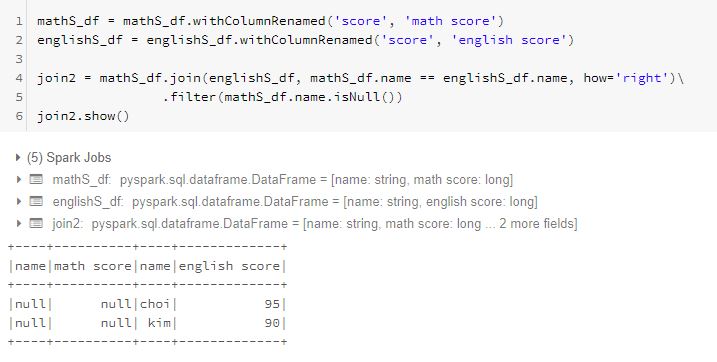 1 mathS_df = mathS_df.withColumnRenamed('score', 'math score')
2 englishS_df = englishS_df.withColumnRenamed('score', 'english score')
3
4 join2 = mathS_df.join(englishS_df, mathS_df.name == englishS_df.name, how='right')\
5                 .filter(mathS_df.name.isNull())
6 join2.show()
(5) Spark Jobs
mathS_df: pyspark.sql.dataframe.DataFrame = [name: string, math score: long]
englishS_df: pyspark.sql.dataframe.DataFrame = [name: string, english score: long]
join2: pyspark.sql.dataframe.DataFrame = [name: string, math score: long ... 2 more fields]
+----+----------+----+-------------+
|name|math score|name|english score|
+----+----------+----+-------------+
|null|      null|choi|           95|
|null|      null| kim|           90|
+----+----------+----+-------------+